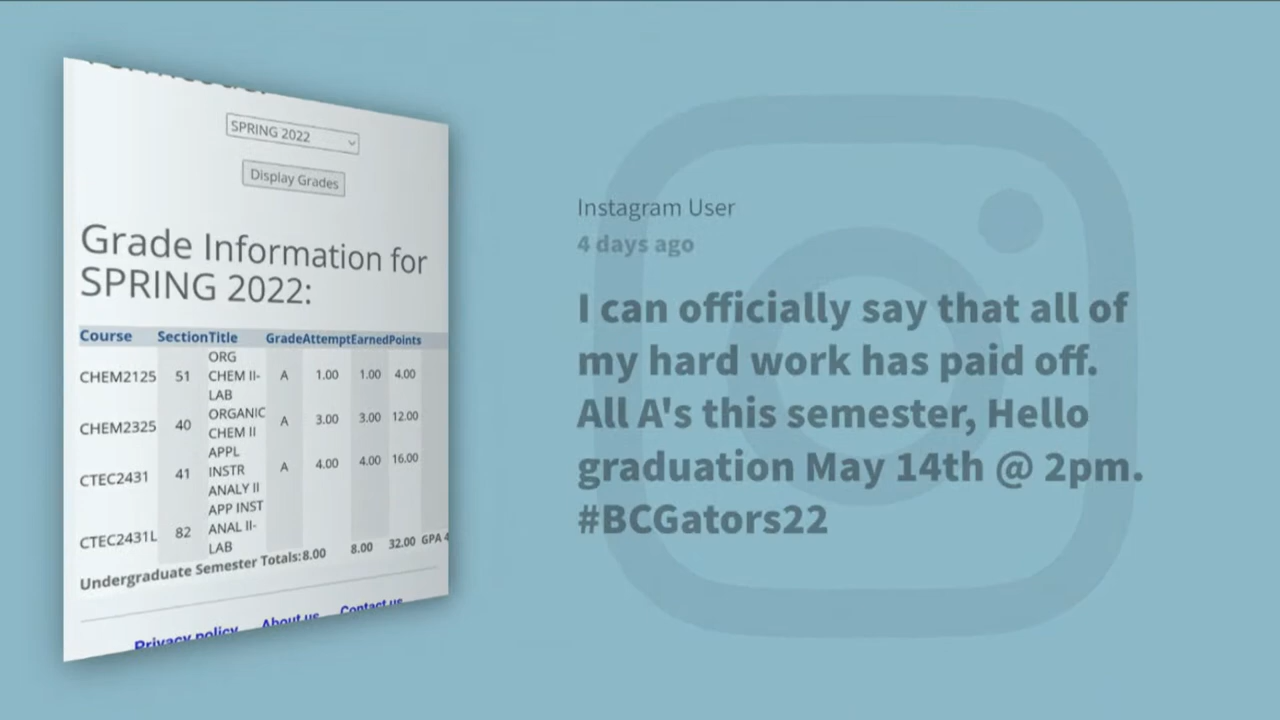 SPRING 2022
Display Grades
Grade Information for
SPRING 2022:
Course Section Title Grade Attempt Earned Points
CHEM2125 51 ORG CHEM II- LAB A 1.00 1.00 4.00
CHEM2325 40 ORGANIC CHEM II A 3.00 3.00 12.00
CTEC2431 41 APPL INSTR ANALY II A 4.00 4.00 16.00
CTEC2431L 82 APP INST ANAL II- LAB
Undergraduate Semester Totals: 8.00 8.00 32.00 GPA 4
Privacy policy About us Contact us
Instagram User
4 days ago
I can officially say that all of
my hard work has paid off.
All A's this semester, Hello
graduation May 14th @ 2pm.
#BCGators22